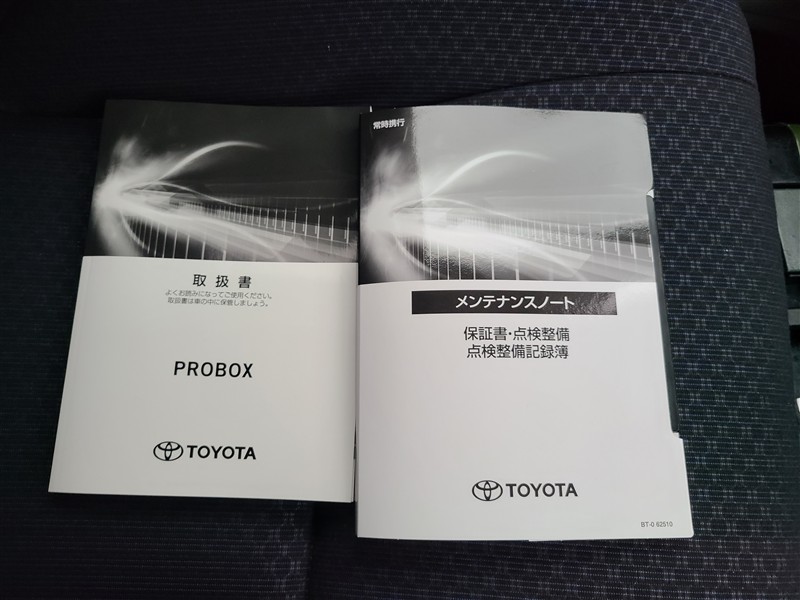 取扱書
よくお読みになってご使用ください。
取扱書は車の中に保管しましょう。
PROBOX
TOYOTA
常時携行
メンテナンスノート
保証書・点検整備
点検整備記録簿
TOYOTA
BT-0 62510